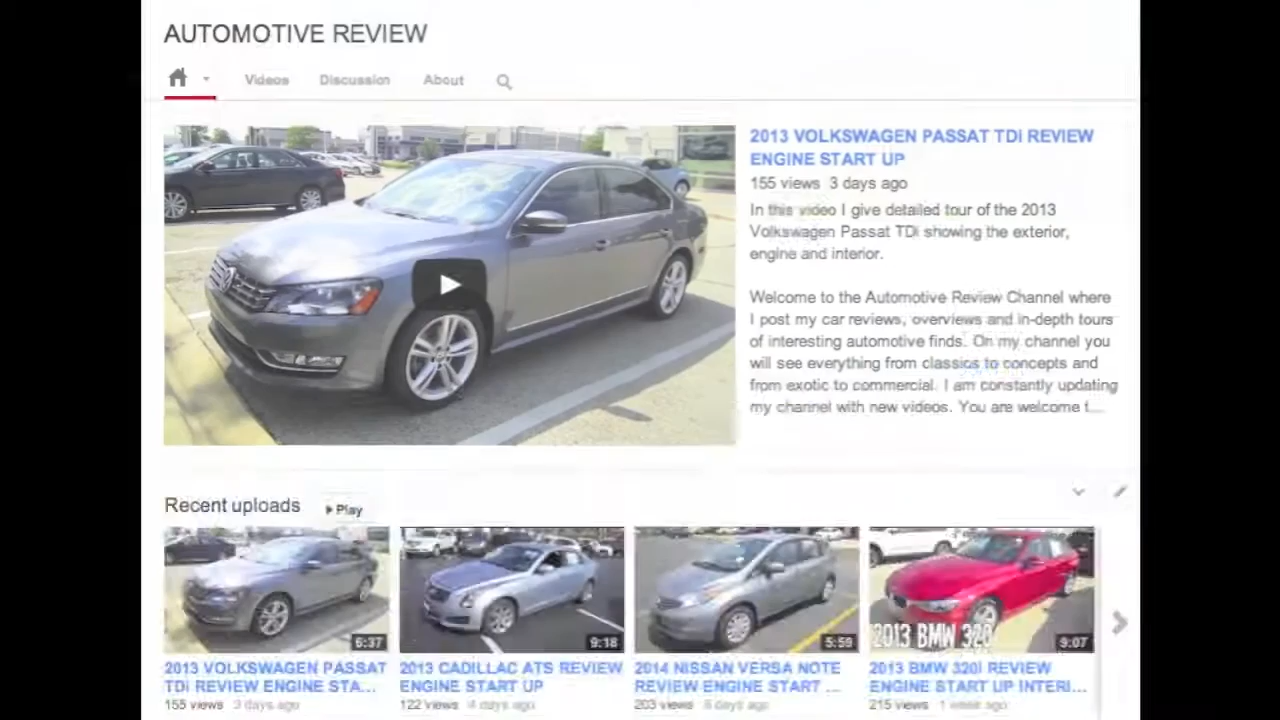 AUTOMOTIVE REVIEW
Videos Discussion About
2013 VOLKSWAGEN PASSAT TDI REVIEW
ENGINE START UP
155 views 3 days ago
In this video I give detailed tour of the 2013
Volkswagen Passat TDi showing the exterior,
engine and interior.
Welcome to the Automotive Review Channel where
I post my car reviews, overviews and in-depth tours
of interesting automotive finds. On my channel you
will see everything from classics to concepts and
from exotic to commercial. I am constantly updating
my channel with new videos. You are welcome t...
Recent uploads Play
6:37 9:18 5:59 2013 BMW 320 9:07
2013 VOLKSWAGEN PASSAT
TDI REVIEW ENGINE STA...
155 views 3 days ago
2013 CADILLAC ATS REVIEW
ENGINE START UP
122 views 4 days ago
2014 NISSAN VERSA NOTE
REVIEW ENGINE START ...
203 views 6 days ago
2013 BMW 320I REVIEW
ENGINE START UP INTERI...
215 views 1 week ago